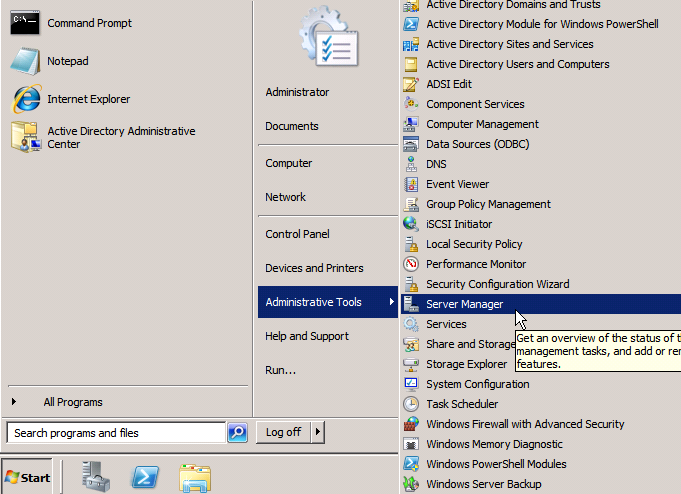 Command Prompt
Notepad
Internet Explorer
Active Directory Administrative
Center
All Programs
Search programs and files
Administrator
Documents
Computer
Network
Control Panel
Devices and Printers
Administrative Tools
Help and Support
Run...
Log off
Active Directory Domains and Trusts
Active Directory Module for Windows PowerShell
Active Directory Sites and Services
Active Directory Users and Computers
ADSI Edit
Component Services
Computer Management
Data Sources (ODBC)
DNS
Event Viewer
Group Policy Management
iSCSI Initiator
Local Security Policy
Performance Monitor
Security Configuration Wizard
Server Manager
Services
Share and Storage
Storage Explorer
System Configuration
Task Scheduler
Windows Firewall with Advanced Security
Windows Memory Diagnostic
Windows PowerShell Modules
Windows Server Backup
Get an overview of the status of t
management tasks, and add or rem
features.
Start